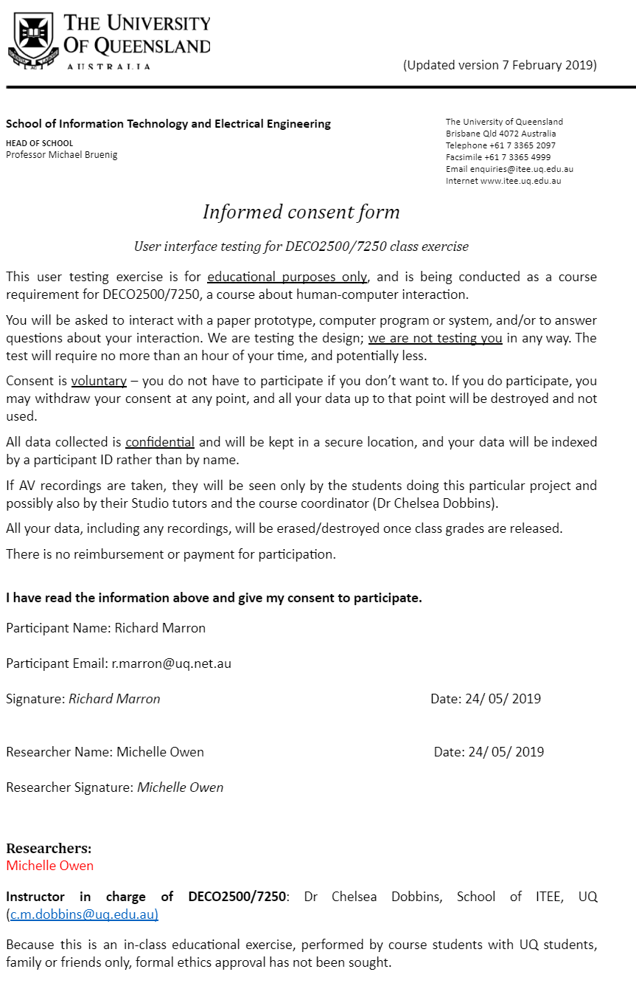 THE UNIVERSITY
OF QUEENSLAND
AUSTRALIA
(Updated version 7 February 2019)
School of Information Technology and Electrical Engineering
HEAD OF SCHOOL
Professor Michael Bruenig
The University of Queensland
Brisbane Qld 4072 Australia
Telephone +61 7 3365 2097
Facsimile +61 7 3365 4999
Email enquiries@itee.uq.edu.au
Internet www.itee.uq.edu.au
Informed consent form
User interface testing for DECO2500/7250 class exercise
This user testing exercise is for educational purposes only, and is being conducted as a course
requirement for DECO2500/7250, a course about human-computer interaction.
You will be asked to interact with a paper prototype, computer program or system, and/or to answer
questions about your interaction. We are testing the design; we are not testing you in any way. The
test will require no more than an hour of your time, and potentially less.
Consent is voluntary – you do not have to participate if you don’t want to. If you do participate, you
may withdraw your consent at any point, and all your data up to that point will be destroyed and not
used.
All data collected is confidential and will be kept in a secure location, and your data will be indexed
by a participant ID rather than by name.
If AV recordings are taken, they will be seen only by the students doing this particular project and
possibly also by their Studio tutors and the course coordinator (Dr Chelsea Dobbins).
All your data, including any recordings, will be erased/destroyed once class grades are released.
There is no reimbursement or payment for participation.
I have read the information above and give my consent to participate.
Participant Name: Richard Marron
Participant Email: r.marron@uq.net.au
Signature: Richard Marron Date: 24/ 05/ 2019
Researcher Name: Michelle Owen Date: 24/ 05/ 2019
Researcher Signature: Michelle Owen
Researchers:
Michelle Owen
Instructor in charge of DECO2500/7250: Dr Chelsea Dobbins, School of ITEE, UQ
(c.m.dobbins@uq.edu.au)
Because this is an in-class educational exercise, performed by course students with UQ students,
family or friends only, formal ethics approval has not been sought.